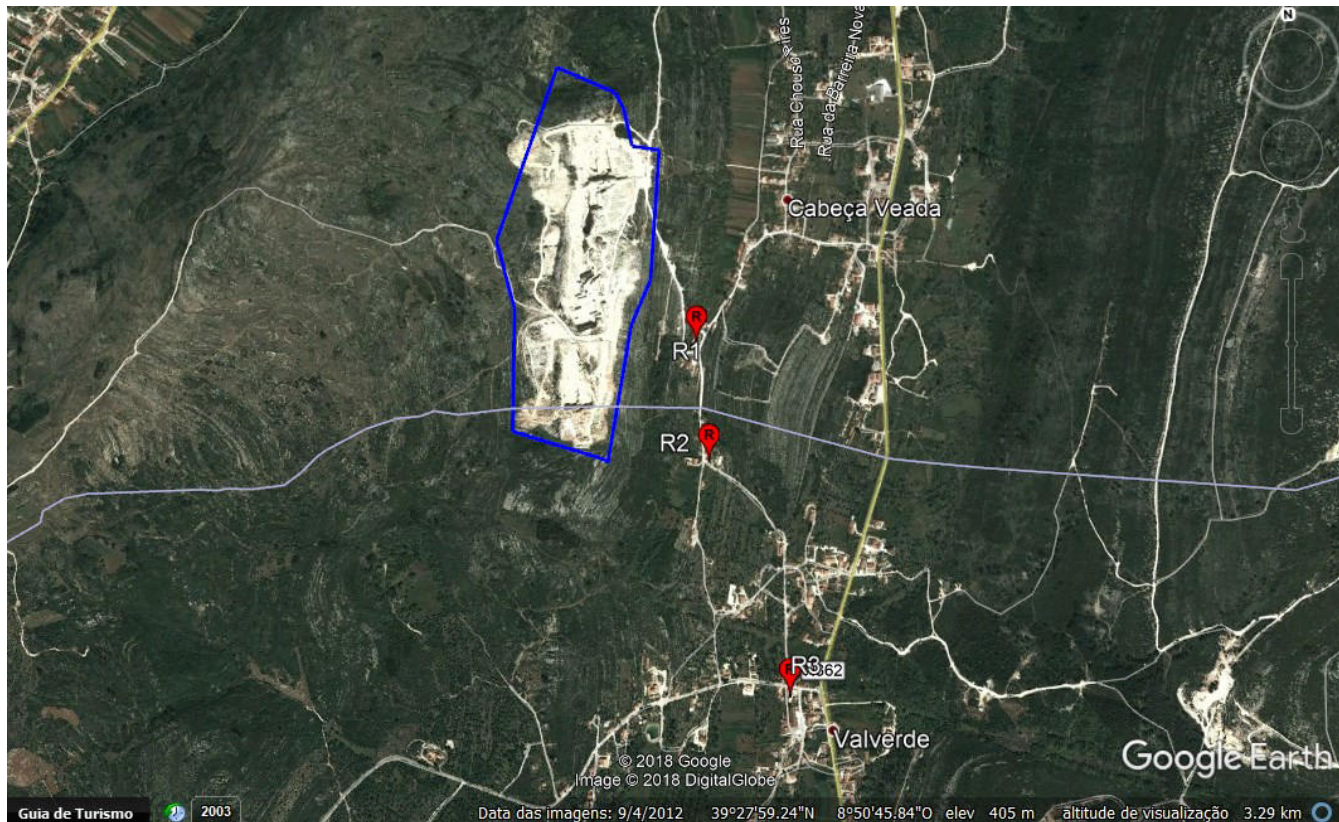 N
Rua Chouso Pires
Rua da Barreira Nova
Cabeça Veada
R
R1
R2
R
R3
362
Valverde
© 2018 Google
Image © 2018 DigitalGlobe
Google Earth
Guia de Turismo
2003
Data das imagens: 9/4/2012 39°27'59.24"N 8°50'45.84"O elev 405 m altitude de visualização 3.29 km